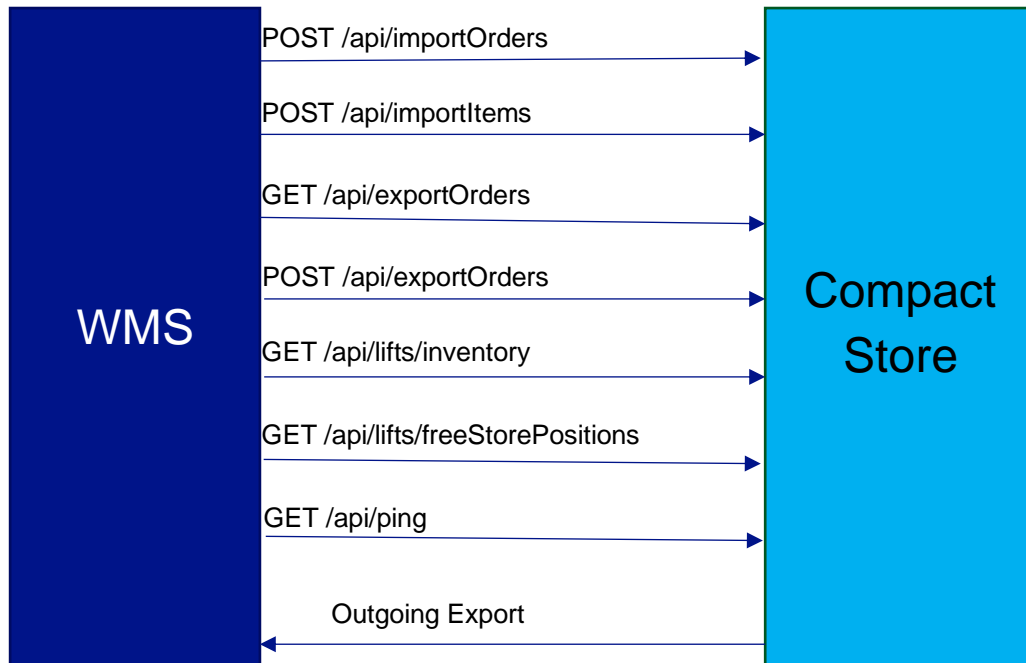 POST /api/importOrders
POST /api/importItems
GET /api/exportOrders
POST /api/exportOrders
WMS
Compact
Store
GET /api/lifts/inventory
GET /api/lifts/freeStorePositions
GET /api/ping
Outgoing Export